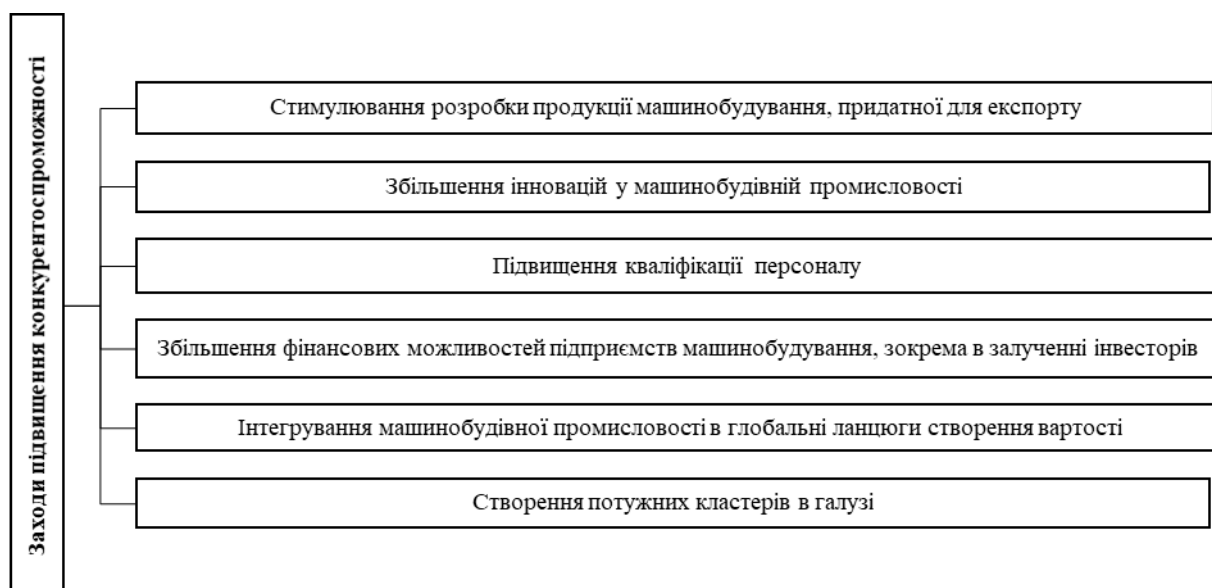 Заходи підвищення конкурентоспроможності
Стимулювання розробки продукції машинобудування, придатної для експорту
Збільшення інновацій у машинобудівній промисловості
Підвищення кваліфікації персоналу
Збільшення фінансових можливостей підприємств машинобудування, зокрема в залученні інвесторів
Інтегрування машинобудівної промисловості в глобальні ланцюги створення вартості
Створення потужних кластерів в галузі